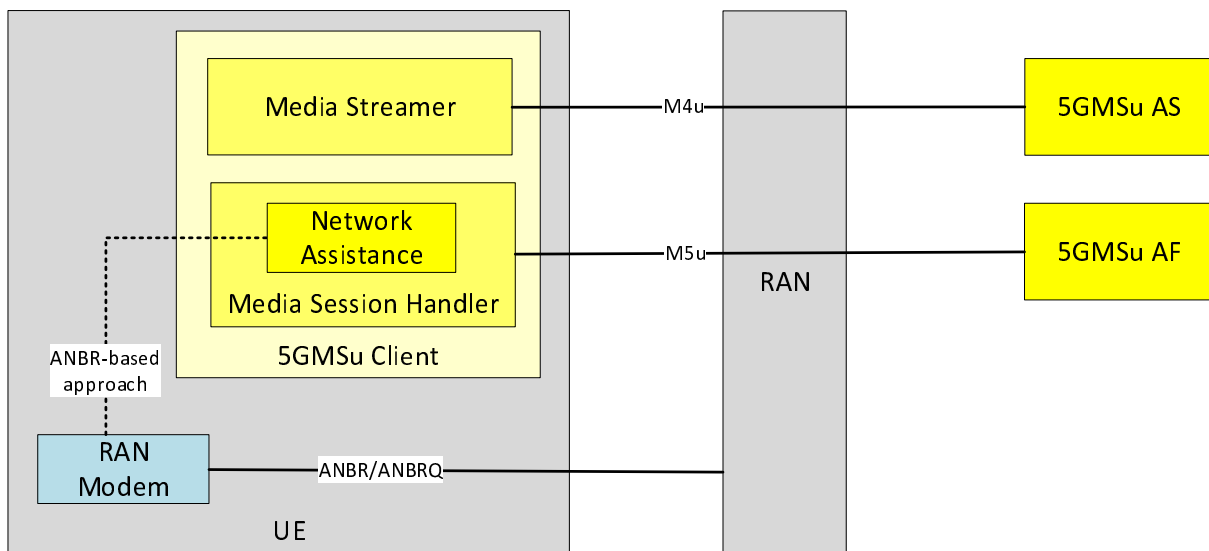 Media Streamer
M4u
5GMSu AS
Network
Assistance
M5u
5GMSu AF
RAN
Media Session Handler
5GMSu Client
ANBR-based
approach
RAN
Modem
ANBR/ANBRQ
UE